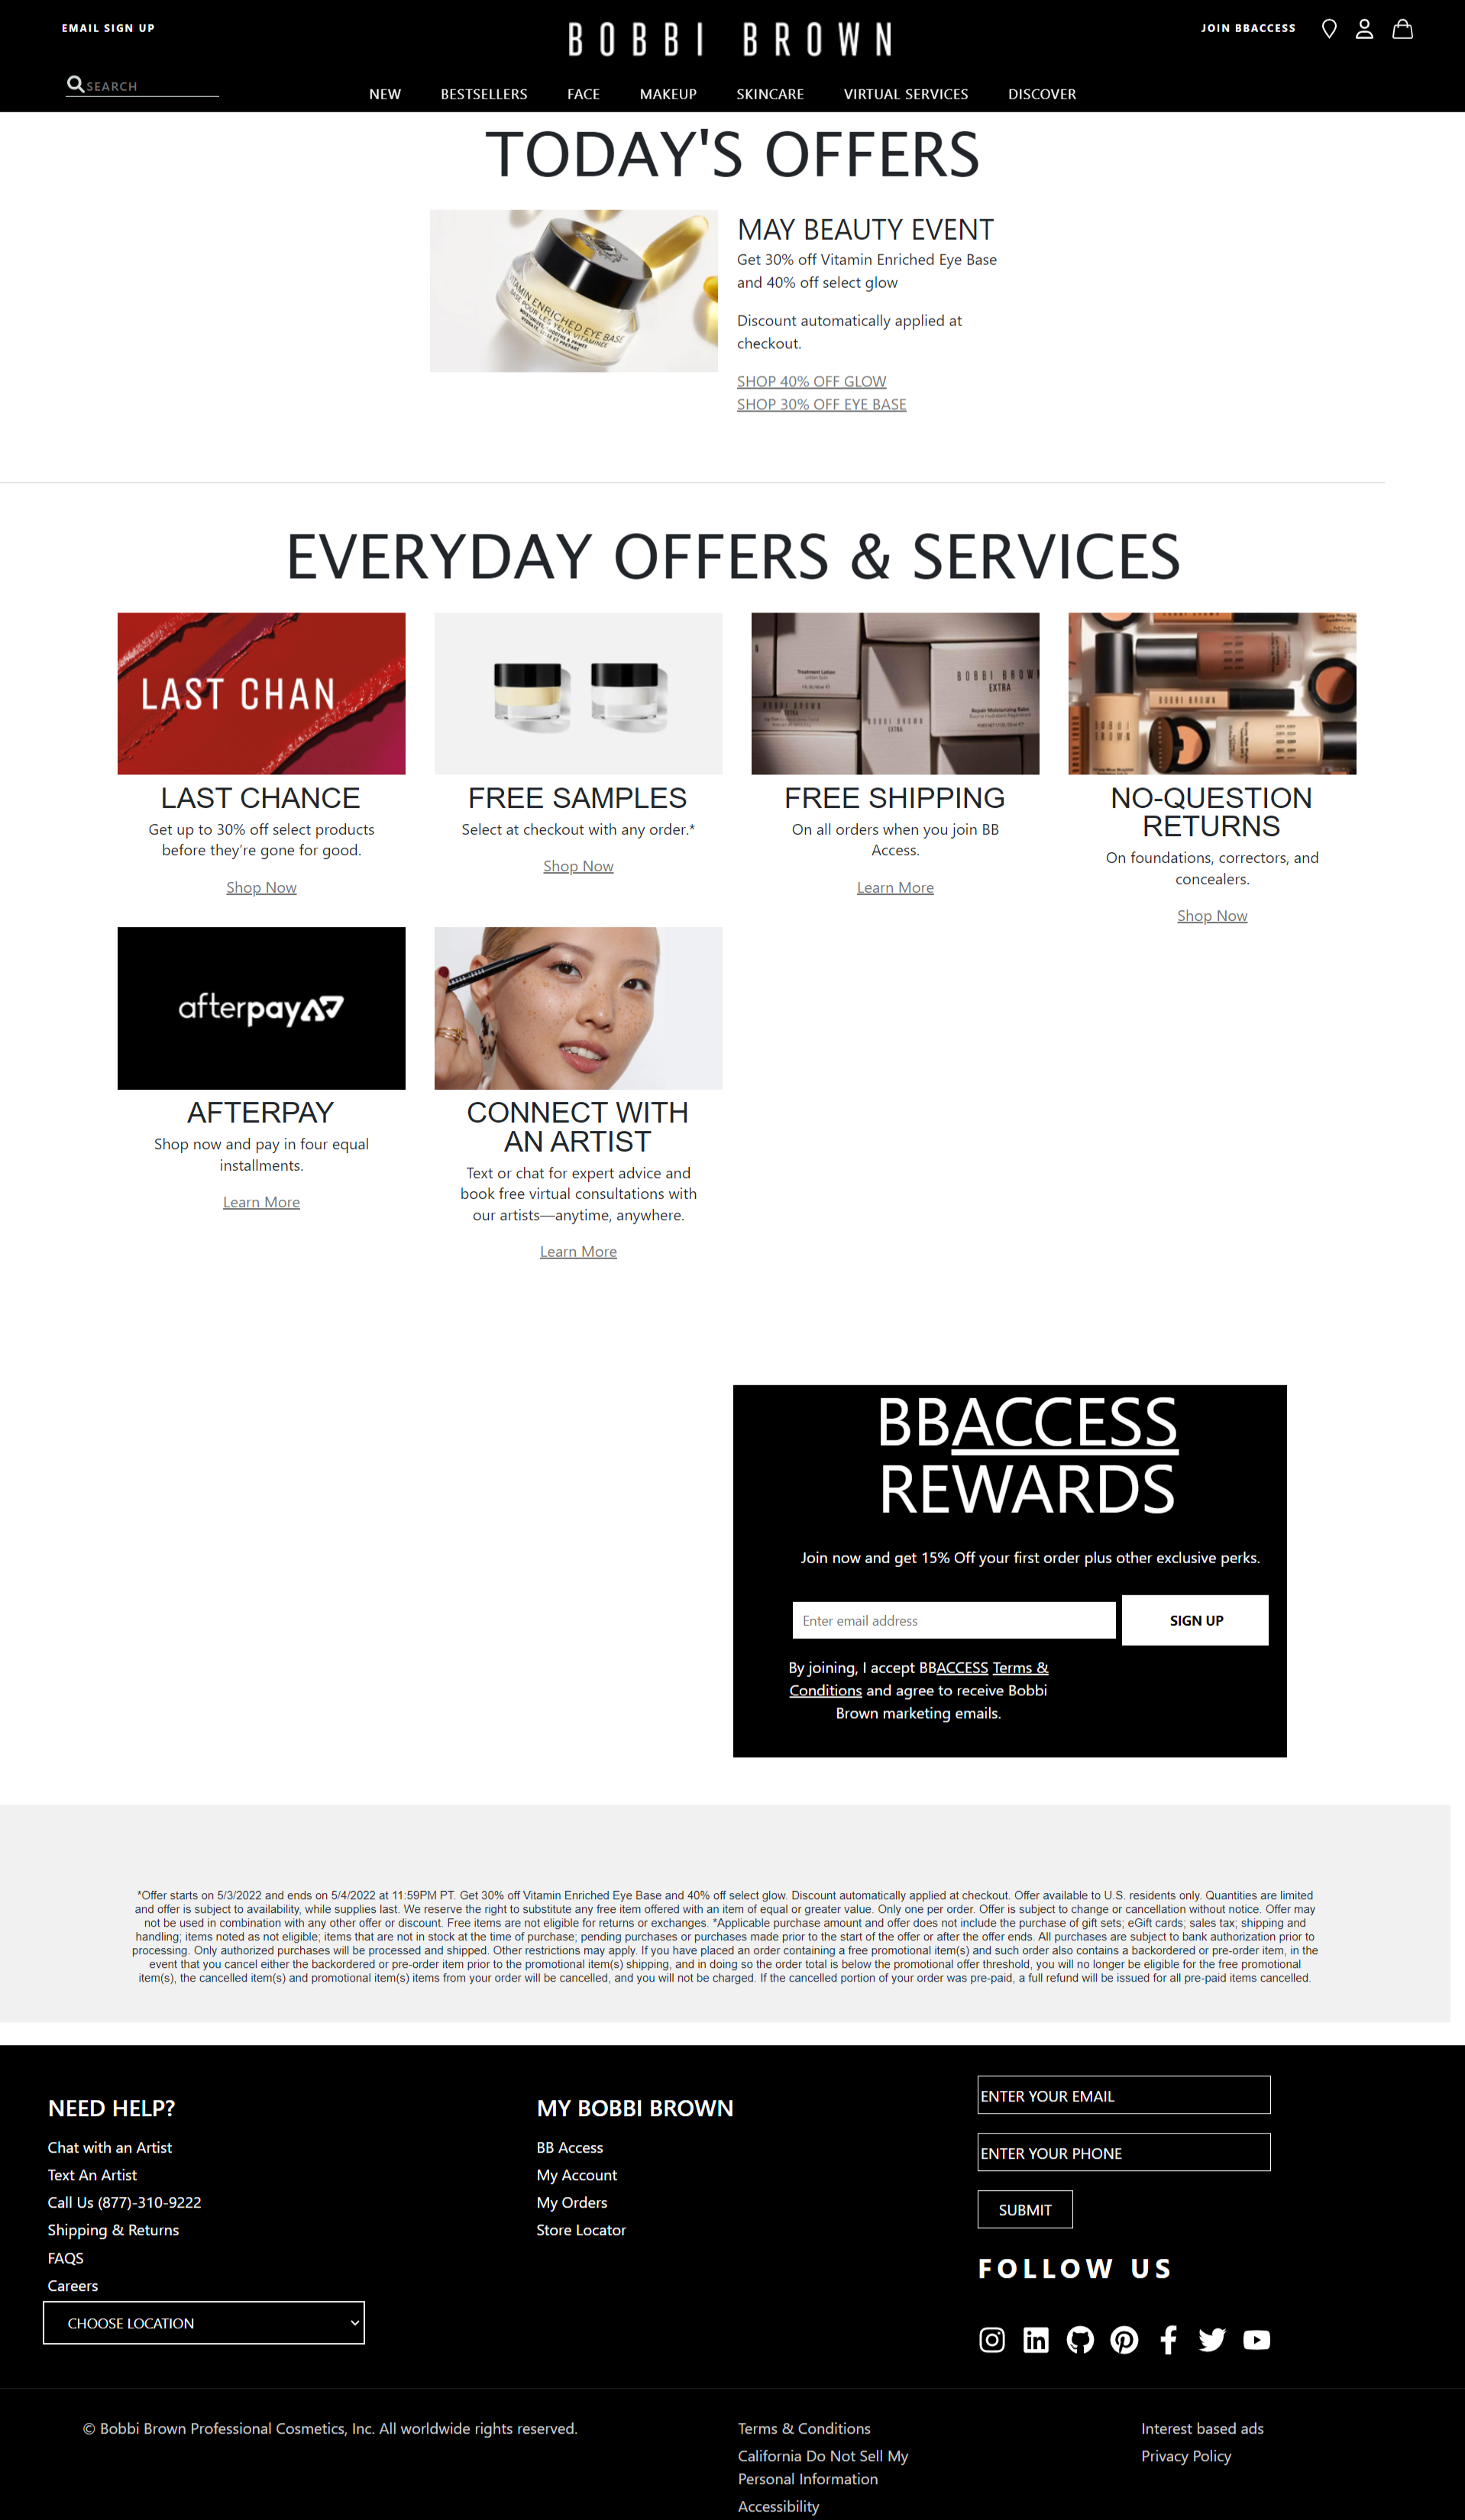 EMAIL SIGN UP
BOBBI BROWN
JOIN BBACCESS
SEARCH
NEW BESTSELLERS FACE MAKEUP SKINCARE VIRTUAL SERVICES DISCOVER
TODAY'S OFFERS
VITAMIN ENRICHED EYE BASE
BASE POUR LES YEUX VITAMINÉE
MAY BEAUTY EVENT
Get 30% off Vitamin Enriched Eye Base
and 40% off select glow
Discount automatically applied at
checkout.
SHOP 40% OFF GLOW
SHOP 30% OFF EYE BASE
EVERYDAY OFFERS & SERVICES
LAST CHAN
LAST CHANCE
Get up to 30% off select products
before they're gone for good.
Shop Now
FREE SAMPLES
Select at checkout with any order.*
Shop Now
Treatment Lotion
BOBBI BROWN
EXTRA
Repair Moisturizing Balm
BOBBI BROWN
EXTRA
EXTRA
FREE SHIPPING
On all orders when you join BB
Access.
Learn More
BOBBI BROWN
BOBBI
BROWN
NO-QUESTION
RETURNS
On foundations, correctors, and
concealers.
Shop Now
afterpay
AFTERPAY
Shop now and pay in four equal
installments.
Learn More
CONNECT WITH
AN ARTIST
Text or chat for expert advice and
book free virtual consultations with
our artists—anytime, anywhere.
Learn More
BBACCESS
REWARDS
Join now and get 15% Off your first order plus other exclusive perks.
Enter email address
SIGN UP
By joining, I accept BBACCESS Terms &
Conditions and agree to receive Bobbi
Brown marketing emails.
*Offer starts on 5/3/2022 and ends on 5/4/2022 at 11:59PM PT. Get 30% off Vitamin Enriched Eye Base and 40% off select glow. Discount automatically applied at checkout. Offer available to U.S. residents only. Quantities are limited
and offer is subject to availability, while supplies last. We reserve the right to substitute any free item offered with an item of equal or greater value. Only one per order. Offer is subject to change or cancellation without notice. Offer may
not be used in combination with any other offer or discount. Free items are not eligible for returns or exchanges. *Applicable purchase amount and offer does not include the purchase of gift sets; eGift cards; sales tax; shipping and
handling; items noted as not eligible; items that are not in stock at the time of purchase; pending purchases or purchases made prior to the start of the offer or after the offer ends. All purchases are subject to bank authorization prior to
processing. Only authorized purchases will be processed and shipped. Other restrictions may apply. If you have placed an order containing a free promotional item(s) and such order also contains a backordered or pre-order item, in the
event that you cancel either the backordered or pre-order item prior to the promotional item(s) shipping, and in doing so the order total is below the promotional offer threshold, you will no longer be eligible for the free promotional
item(s), the cancelled item(s) and promotional item(s) items from your order will be cancelled, and you will not be charged. If the cancelled portion of your order was pre-paid, a full refund will be issued for all pre-paid items cancelled.
NEED HELP?
Chat with an Artist
Text An Artist
Call Us (877)-310-9222
Shipping & Returns
FAQS
Careers
CHOOSE LOCATION
MY BOBBI BROWN
BB Access
My Account
My Orders
Store Locator
ENTER YOUR EMAIL
ENTER YOUR PHONE
SUBMIT
FOLLOW US
© Bobbi Brown Professional Cosmetics, Inc. All worldwide rights reserved.
Terms & Conditions
California Do Not Sell My
Personal Information
Accessibility
Interest based ads
Privacy Policy